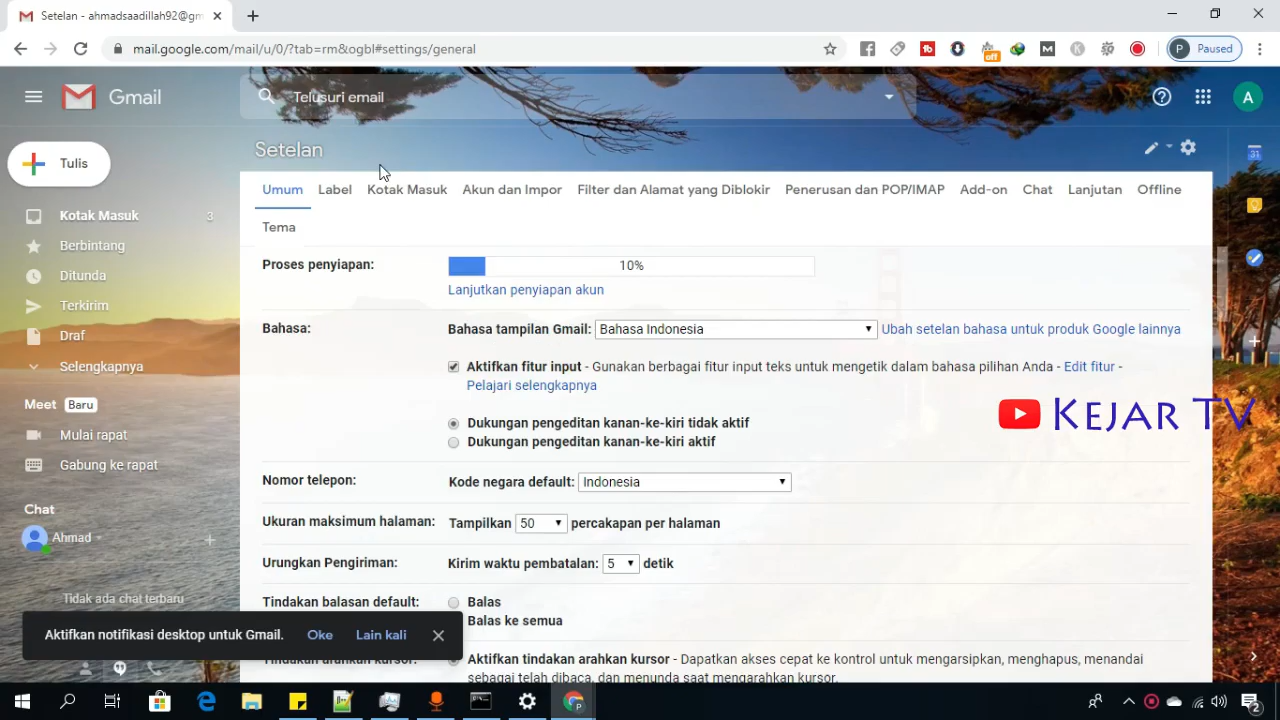 Setelan - ahmadsaadillah92@gm
mail.google.com/mail/u/0/?tab=rm&ogbl#settings/general
off
P Paused
Gmail
Telusuri email
A
Tulis
Setelan
Umum Label Kotak Masuk Akun dan Impor Filter dan Alamat yang Diblokir Penerusan dan POP/IMAP Add-on Chat Lanjutan Offline
Tema
Kotak Masuk 3
Berbintang
Ditunda
Terkirim
Draf
Selengkapnya
Meet Baru
Mulai rapat
Gabung ke rapat
Chat
Ahmad
Tidak ada chat terbaru
Proses penyiapan: 10%
Lanjutkan penyiapan akun
Bahasa: Bahasa tampilan Gmail: Bahasa Indonesia Ubah setelan bahasa untuk produk Google lainnya
Aktifkan fitur input - Gunakan berbagai fitur input teks untuk mengetik dalam bahasa pilihan Anda - Edit fitur -
Pelajari selengkapnya
Dukungan pengeditan kanan-ke-kiri tidak aktif
Dukungan pengeditan kanan-ke-kiri aktif
KEJAR TV
Nomor telepon: Kode negara default: Indonesia
Ukuran maksimum halaman: Tampilkan 50 percakapan per halaman
Urungkan Pengiriman: Kirim waktu pembatalan: 5 detik
Tindakan balasan default: Balas
Balas ke semua
Tindakan arahkan kursor: Aktifkan tindakan arahkan kursor - Dapatkan akses cepat ke kontrol untuk mengarsipkan, menghapus, menandai
sebagai telah dibaca, dan menunda saat mengarahkan kursor.
Aktifkan notifikasi desktop untuk Gmail. Oke Lain kali
31
2